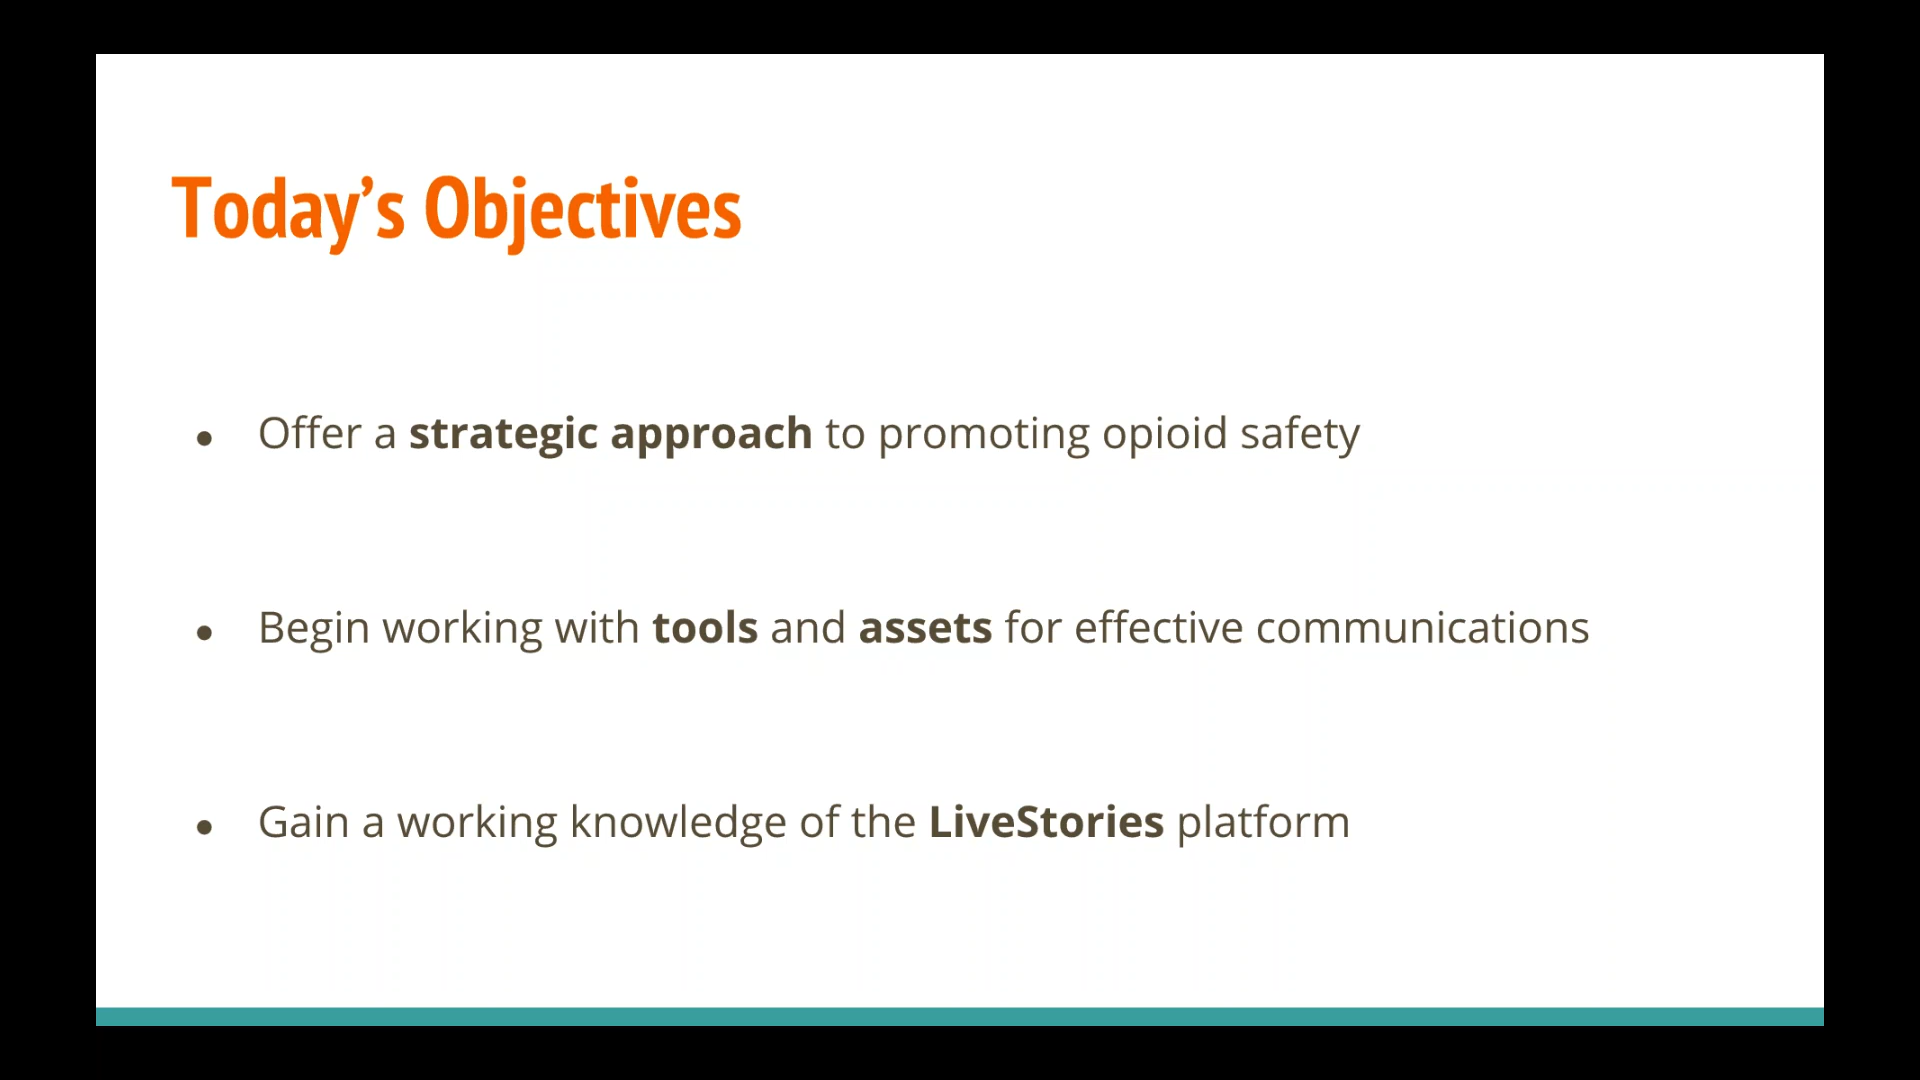 Today’s Objectives
● Offer a strategic approach to promoting opioid safety
● Begin working with tools and assets for effective communications
● Gain a working knowledge of the LiveStories platform